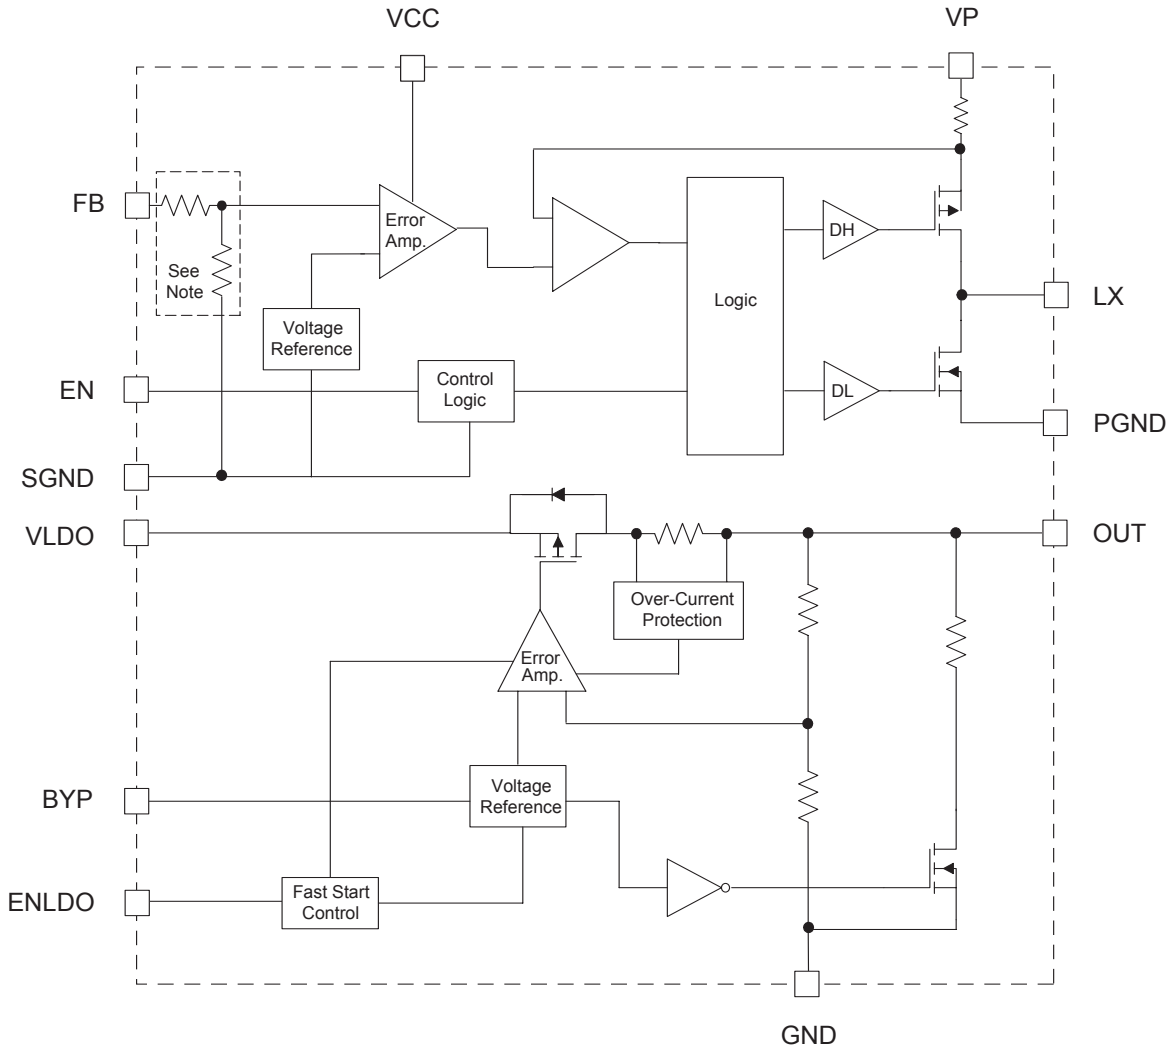 VCC
VP
FB
Error
Amp.
DH
See
Note
Logic
LX
Voltage
Reference
EN
Control
Logic
DL
PGND
SGND
VLDO
OUT
Over-Current
Protection
Error
Amp.
BYP
Voltage
Reference
ENLDO
Fast Start
Control
GND